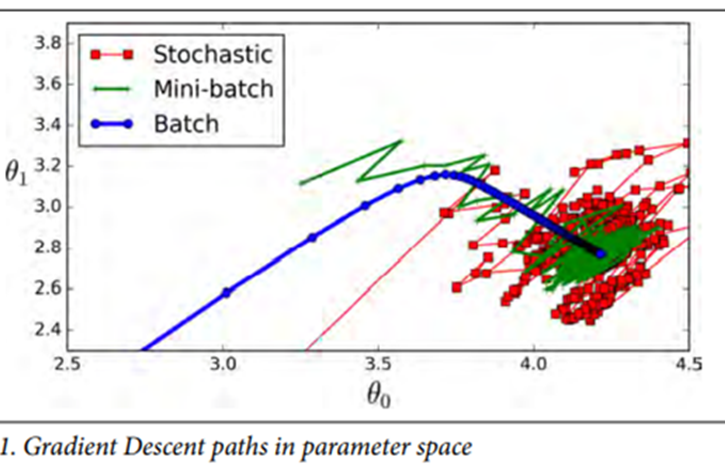 3.8
3.6
3.4
3.2
3.0
2.8
2.6
2.4
θ1
Stochastic
Mini-batch
Batch
2.5 3.0 3.5 4.0 4.5
θ0
1. Gradient Descent paths in parameter space